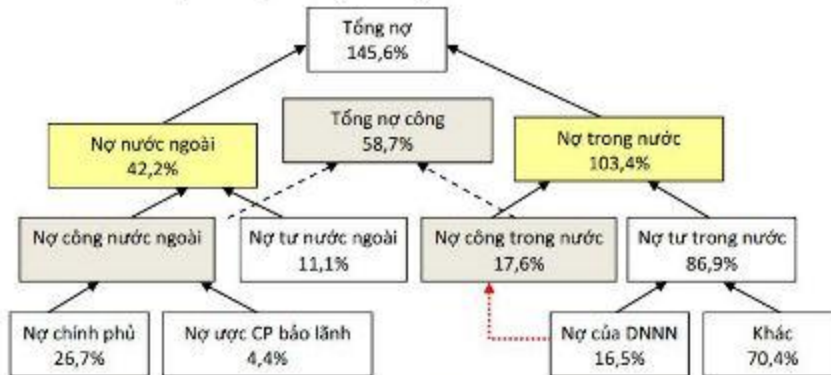 Tổng nợ
145,6%
Tổng nợ công
58,7%
Nợ nước ngoài
42,2%
Nợ trong nước
103,4%
Nợ công nước ngoài
Nợ tư nước ngoài
11,1%
Nợ công trong nước
17,6%
Nợ tư trong nước
86,9%
Nợ chính phủ
26,7%
Nợ ược CP bảo lãnh
4,4%
Nợ của DNNN
16,5%
Khác
70,4%